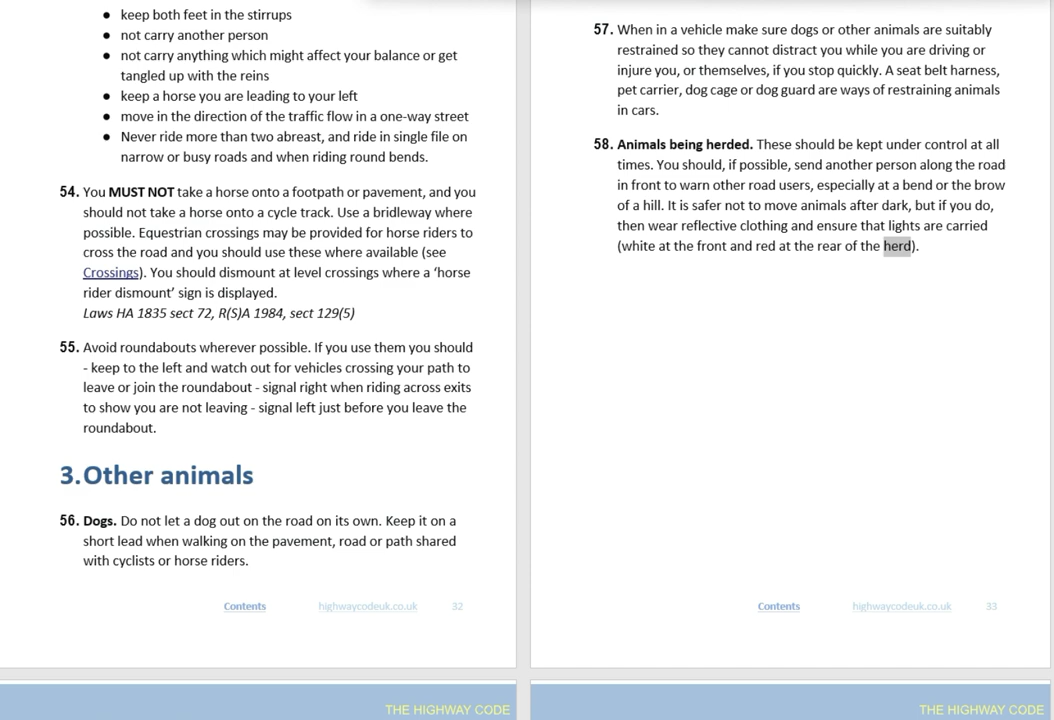 ● keep both feet in the stirrups
● not carry another person
● not carry anything which might affect your balance or get
tangled up with the reins
● keep a horse you are leading to your left
● move in the direction of the traffic flow in a one-way street
● Never ride more than two abreast, and ride in single file on
narrow or busy roads and when riding round bends.
54. You MUST NOT take a horse onto a footpath or pavement, and you
should not take a horse onto a cycle track. Use a bridleway where
possible. Equestrian crossings may be provided for horse riders to
cross the road and you should use these where available (see
Crossings). You should dismount at level crossings where a ‘horse
rider dismount’ sign is displayed.
Laws HA 1835 sect 72, R(S)A 1984, sect 129(5)
55. Avoid roundabouts wherever possible. If you use them you should
- keep to the left and watch out for vehicles crossing your path to
leave or join the roundabout - signal right when riding across exits
to show you are not leaving - signal left just before you leave the
roundabout.
3.Other animals
56. Dogs. Do not let a dog out on the road on its own. Keep it on a
short lead when walking on the pavement, road or path shared
with cyclists or horse riders.
Contents highwaycodeuk.co.uk 32
57. When in a vehicle make sure dogs or other animals are suitably
restrained so they cannot distract you while you are driving or
injure you, or themselves, if you stop quickly. A seat belt harness,
pet carrier, dog cage or dog guard are ways of restraining animals
in cars.
58. Animals being herded. These should be kept under control at all
times. You should, if possible, send another person along the road
in front to warn other road users, especially at a bend or the brow
of a hill. It is safer not to move animals after dark, but if you do,
then wear reflective clothing and ensure that lights are carried
(white at the front and red at the rear of the herd).
Contents highwaycodeuk.co.uk 33
THE HIGHWAY CODE
THE HIGHWAY CODE